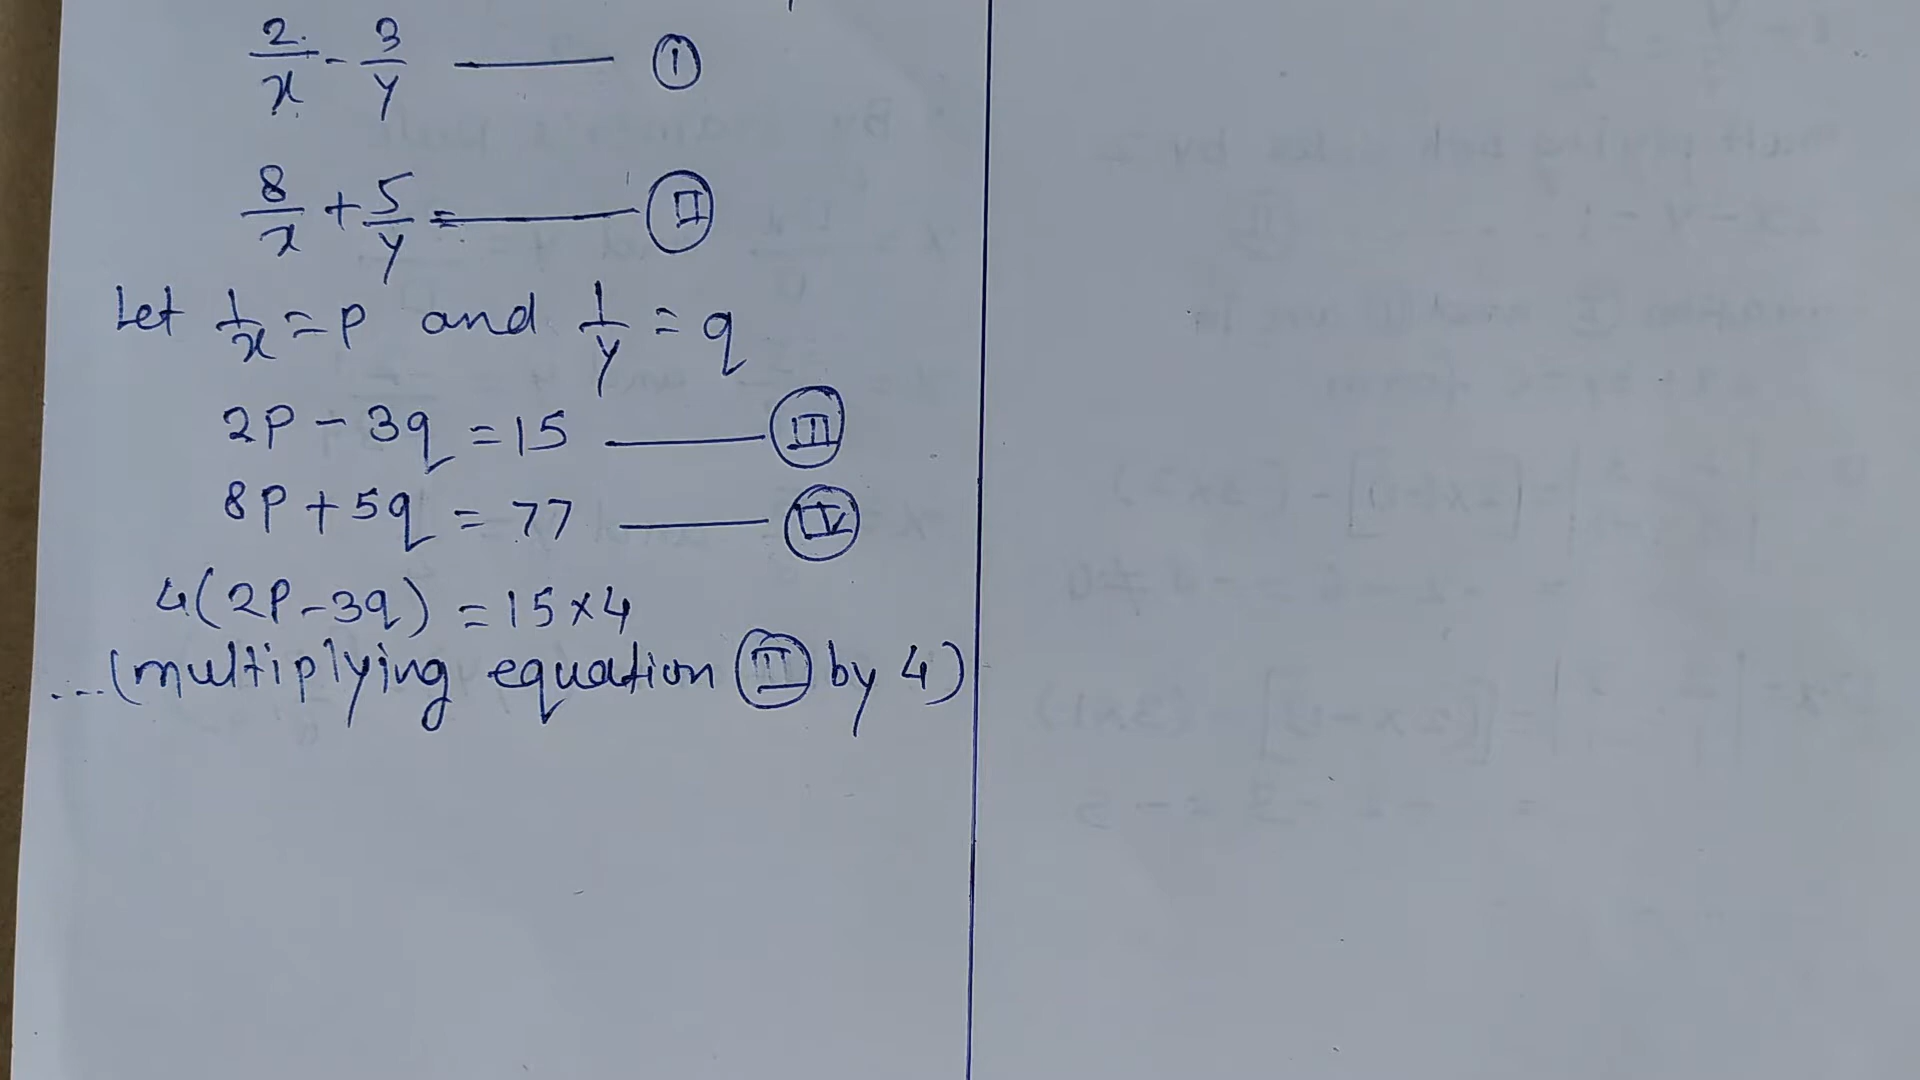 2/x - 3/y —— I
8/x + 5/y = —— II
Let 1/x = p and 1/y = q
2p - 3q = 15 —— III
8p + 5q = 77 —— IV
4(2p - 3q) = 15 × 4
...(multiplying equation III by 4)